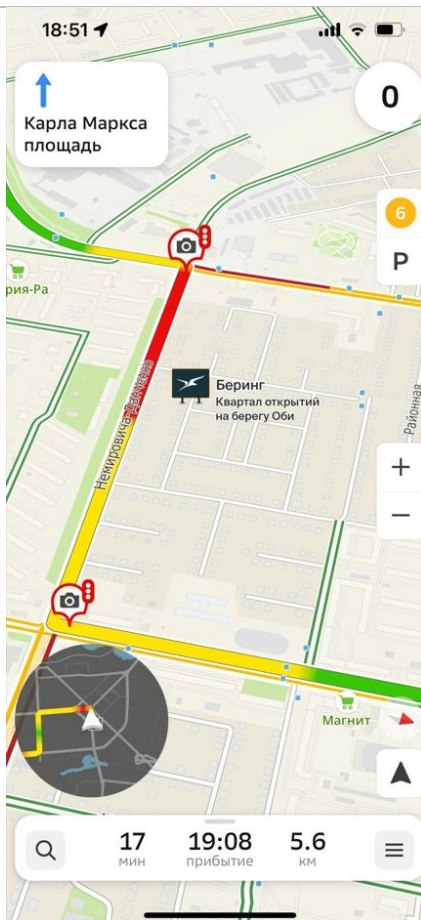 18:51
Карла Маркса
площадь
0
6
P
рия-Ра
Немировича-Данченко
Беринг
Квартал открытий
на берегу Оби
Районная
+
−
Магнит
17
мин
19:08
прибытие
5.6
км